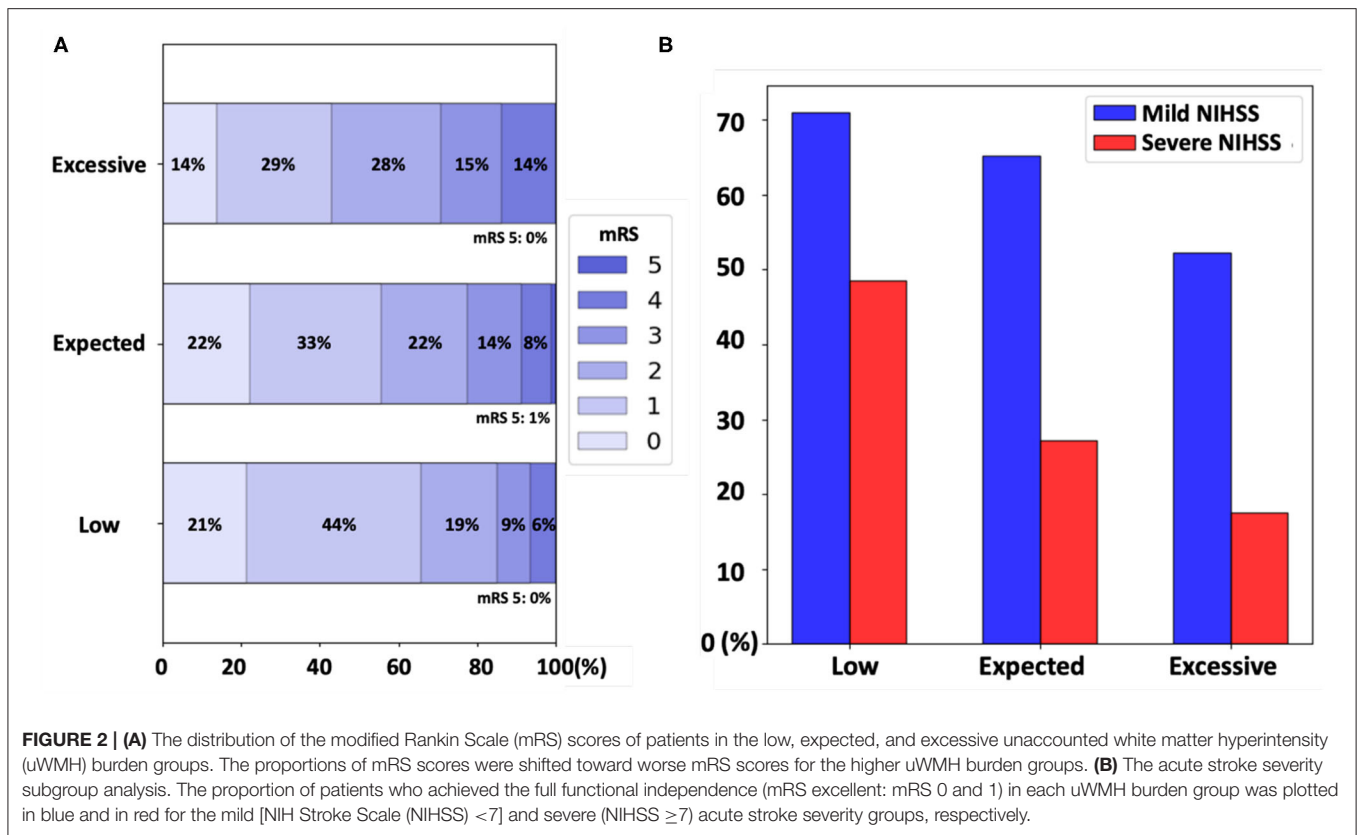 A
Excessive
14% 29% 28% 15% 14%
mRS 5: 0%
Expected
22% 33% 22% 14% 8%
mRS 5: 1%
Low
21% 44% 19% 9% 6%
mRS 5: 0%
0 20 40 60 80 100(%)
mRS
5
4
3
2
1
0
B
Mild NIHSS
Severe NIHSS
70
60
50
40
30
20
10
0 (%)
Low Expected Excessive
FIGURE 2 | (A) The distribution of the modified Rankin Scale (mRS) scores of patients in the low, expected, and excessive unaccounted white matter hyperintensity
(uWMH) burden groups. The proportions of mRS scores were shifted toward worse mRS scores for the higher uWMH burden groups. (B) The acute stroke severity
subgroup analysis. The proportion of patients who achieved the full functional independence (mRS excellent: mRS 0 and 1) in each uWMH burden group was plotted
in blue and in red for the mild [NIH Stroke Scale (NIHSS) <7] and severe (NIHSS ≥7) acute stroke severity groups, respectively.